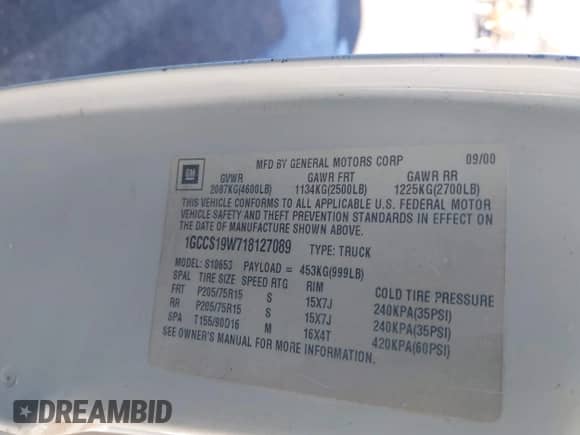 MFD BY GENERAL MOTORS CORP 09/00
GM
GVWR GAWR FRT GAWR RR
2087KG(4600LB) 1134KG(2500LB) 1225KG(2700LB)
THIS VEHICLE CONFORMS TO ALL APPLICABLE U.S. FEDERAL MOTOR
VEHICLE SAFETY AND THEFT PREVENTION STANDARDS IN EFFECT ON
THE DATE OF MANUFACTURE SHOWN ABOVE.
1GCCS19W718127089 TYPE: TRUCK
MODEL: S10653 PAYLOAD = 453KG(999LB)
SPAL TIRE SIZE SPEED RTG RIM COLD TIRE PRESSURE
FRT P205/75R15 S 15X7J 240KPA(35PSI)
RR P205/75R15 S 15X7J 240KPA(35PSI)
SPA T155/90D16 M 16X4T 420KPA(60PSI)
SEE OWNER'S MANUAL FOR MORE INFORMATION.
DREAMBID